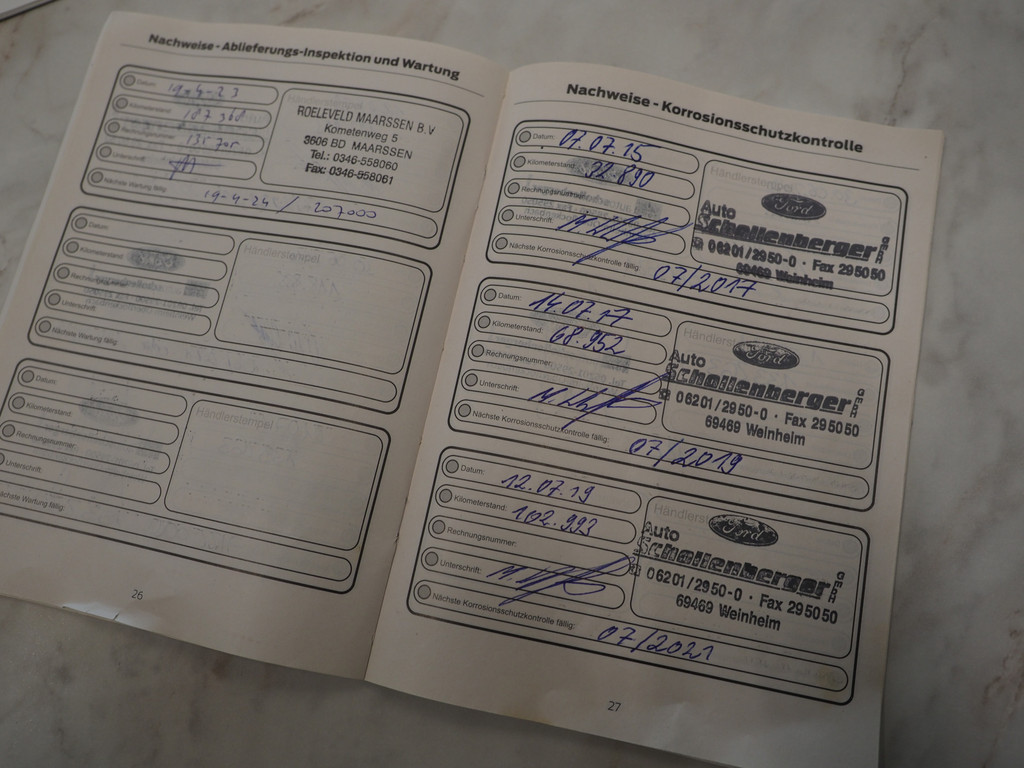 Nachweise - Ablieferungs-Inspektion und Wartung
Datum: 19-4-23
Kilometerstand: 187 368
Rechnungsnummer:
Unterschrift:
Nächste Wartung fällig: 19-4-24 / 207000
ROELEVELD MAARSSEN B.V
Kometenweg 5
3606 BD MAARSSEN
Tel.: 0346-558060
Fax: 0346-558061
Datum:
Kilometerstand:
Rechnungsnummer:
Unterschrift:
Nächste Wartung fällig:
Händlerstempel
Datum:
Kilometerstand:
Rechnungsnummer:
Unterschrift:
Nächste Wartung fällig:
Händlerstempel
26
Nachweise - Korrosionsschutzkontrolle
Datum: 07.07.15
Kilometerstand: 32.890
Rechnungsnummer:
Unterschrift:
Nächste Korrosionsschutzkontrolle fällig: 07/2017
Händlerstempel
Ford
Auto
Schollenberger GmbH
06201/2950-0 · Fax 295050
69469 Weinheim
Datum: 14.07.17
Kilometerstand: 68.952
Rechnungsnummer:
Unterschrift:
Nächste Korrosionsschutzkontrolle fällig: 07/2019
Händlerstempel
Ford
Auto
Schollenberger GmbH
06201/2950-0 · Fax 295050
69469 Weinheim
Datum: 12.07.19
Kilometerstand: 102.993
Rechnungsnummer:
Unterschrift:
Nächste Korrosionsschutzkontrolle fällig: 07/2021
Händlerstempel
Ford
Auto
Schollenberger GmbH
06201/2950-0 · Fax 295050
69469 Weinheim
27